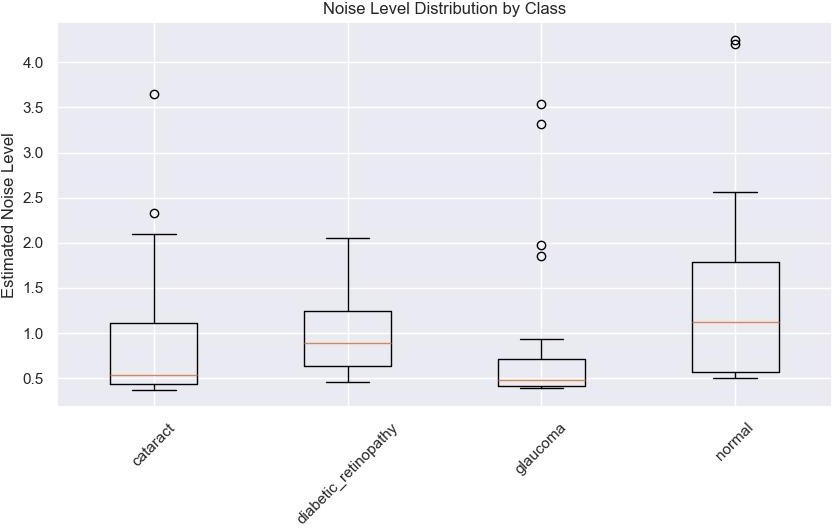 Noise Level Distribution by Class
Estimated Noise Level
4.0
3.5
3.0
2.5
2.0
1.5
1.0
0.5
cataract
diabetic_retinopathy
glaucoma
normal